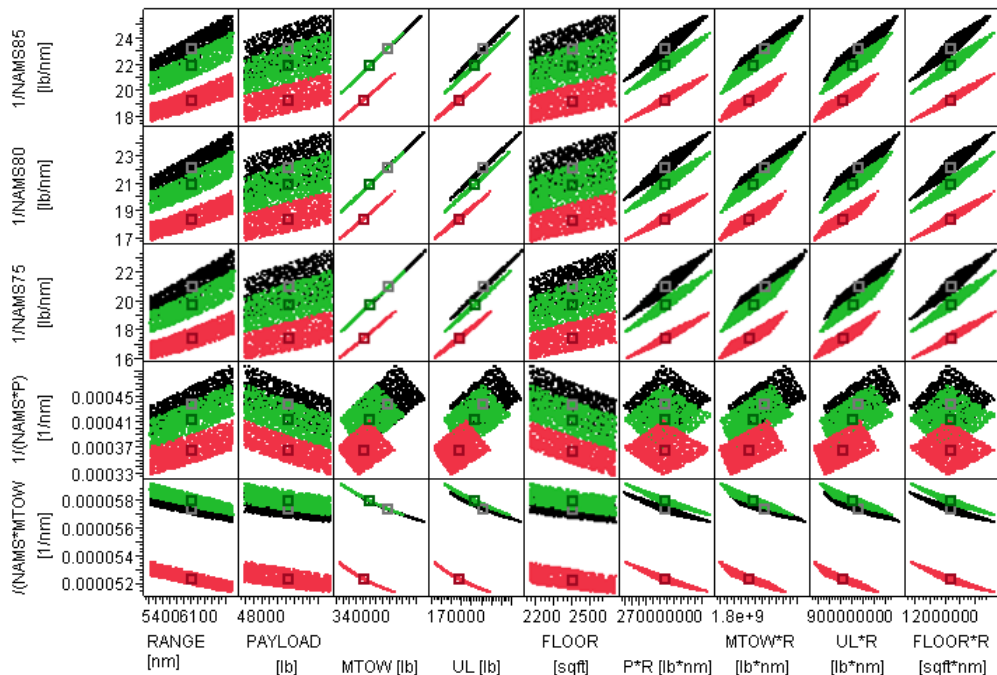 1/NAMS85
[lb/nm]
24
22
20
18
1/NAMS80
[lb/nm]
23
21
19
17
1/NAMS75
[lb/nm]
22
20
18
16
1/(NAMS*P)
[1/nm]
0.00045
0.00041
0.00037
0.00033
/((NAMS*MTOW
[1/nm]
0.000058
0.000056
0.000054
0.000052
54006100 48000 340000 170000 2200 2500 2700000000 1.8e+9 9000000000 12000000
RANGE
[nm]
PAYLOAD
[lb]
MTOW [lb]
UL [lb]
FLOOR
[sqft]
P*R [lb*nm]
MTOW*R
[lb*nm]
UL*R
[lb*nm]
FLOOR*R
[sqft*nm]